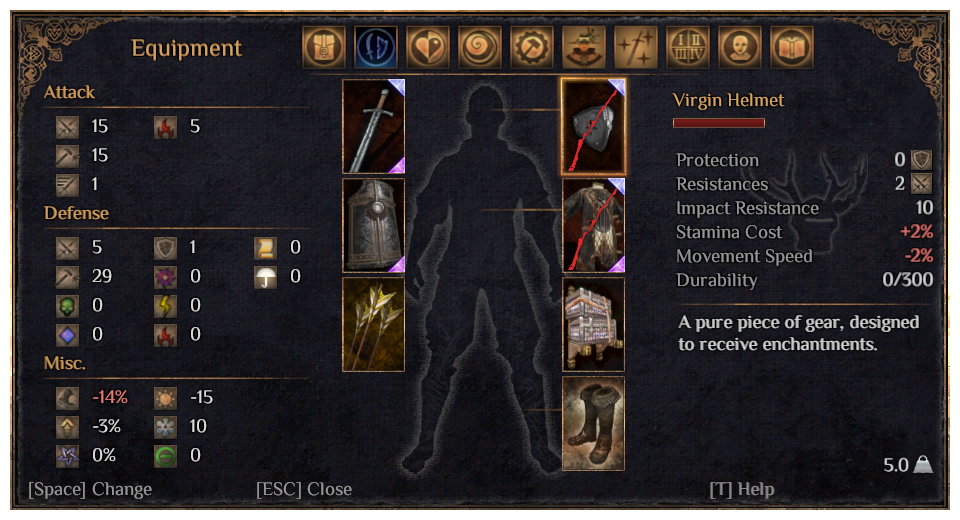 Equipment
I II III IV
Attack
15 5
15
1
Defense
5 1 0
29 0 0
0 0
0 0
Misc.
-14% -15
-3% 10
0% 0
Virgin Helmet
Protection 0
Resistances 2
Impact Resistance 10
Stamina Cost +2%
Movement Speed -2%
Durability 0/300
A pure piece of gear, designed
to receive enchantments.
5.0
[Space] Change [ESC] Close [T] Help